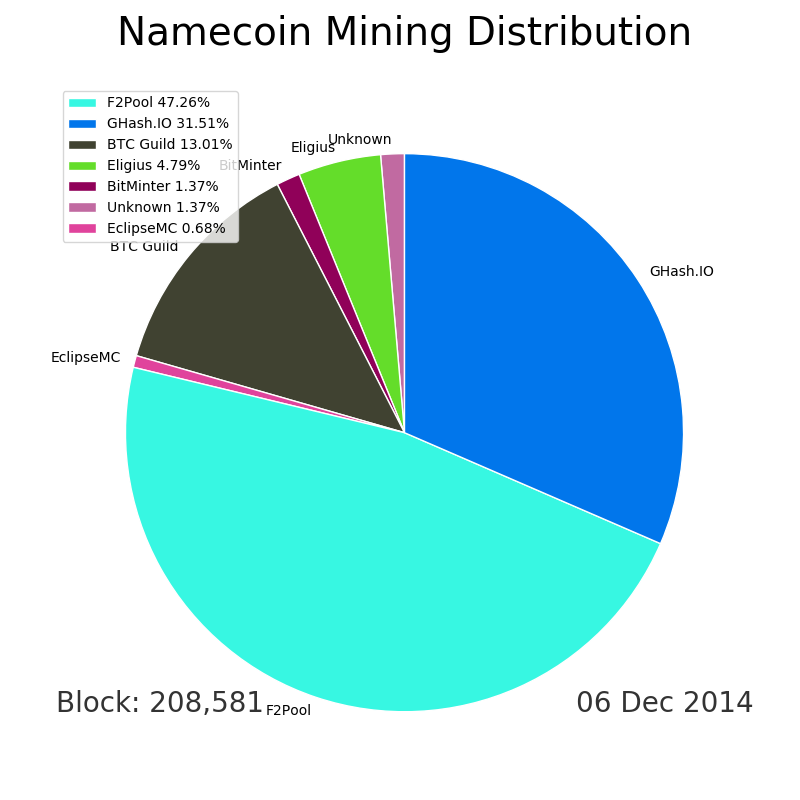 Namecoin Mining Distribution
F2Pool 47.26%
GHash.IO 31.51%
BTC Guild 13.01%
Eligius 4.79%
BitMinter 1.37%
Unknown 1.37%
EclipseMC 0.68%
Unknown
Eligius
BitMinter
BTC Guild
GHash.IO
EclipseMC
F2Pool
Block: 208,581
06 Dec 2014